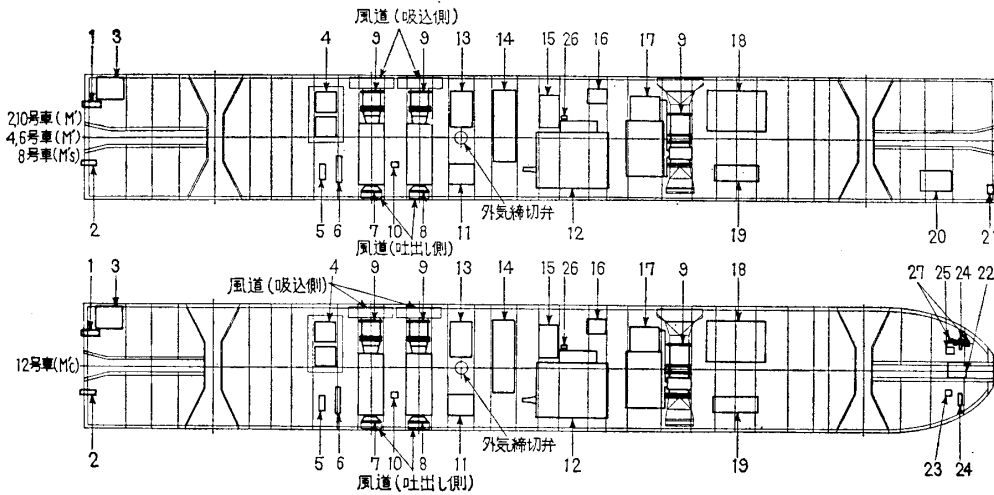 風道(吸込側)
1 3 4 9 9 13 14 15 26 16 17 9 18
2,10号車(M')
4,6号車(M')
8号車(M's)
外気締切弁
2 5 6 7 10 8 11 12 19 20 21
風道(吐出し側)
1 3 4 9 9 13 14 15 26 16 17 9 18 27 25 24 22
風道(吸込側)
12号車(M'c)
外気締切弁
2 5 6 7 10 8 11 12 19 23 24
風道(吐出し側)